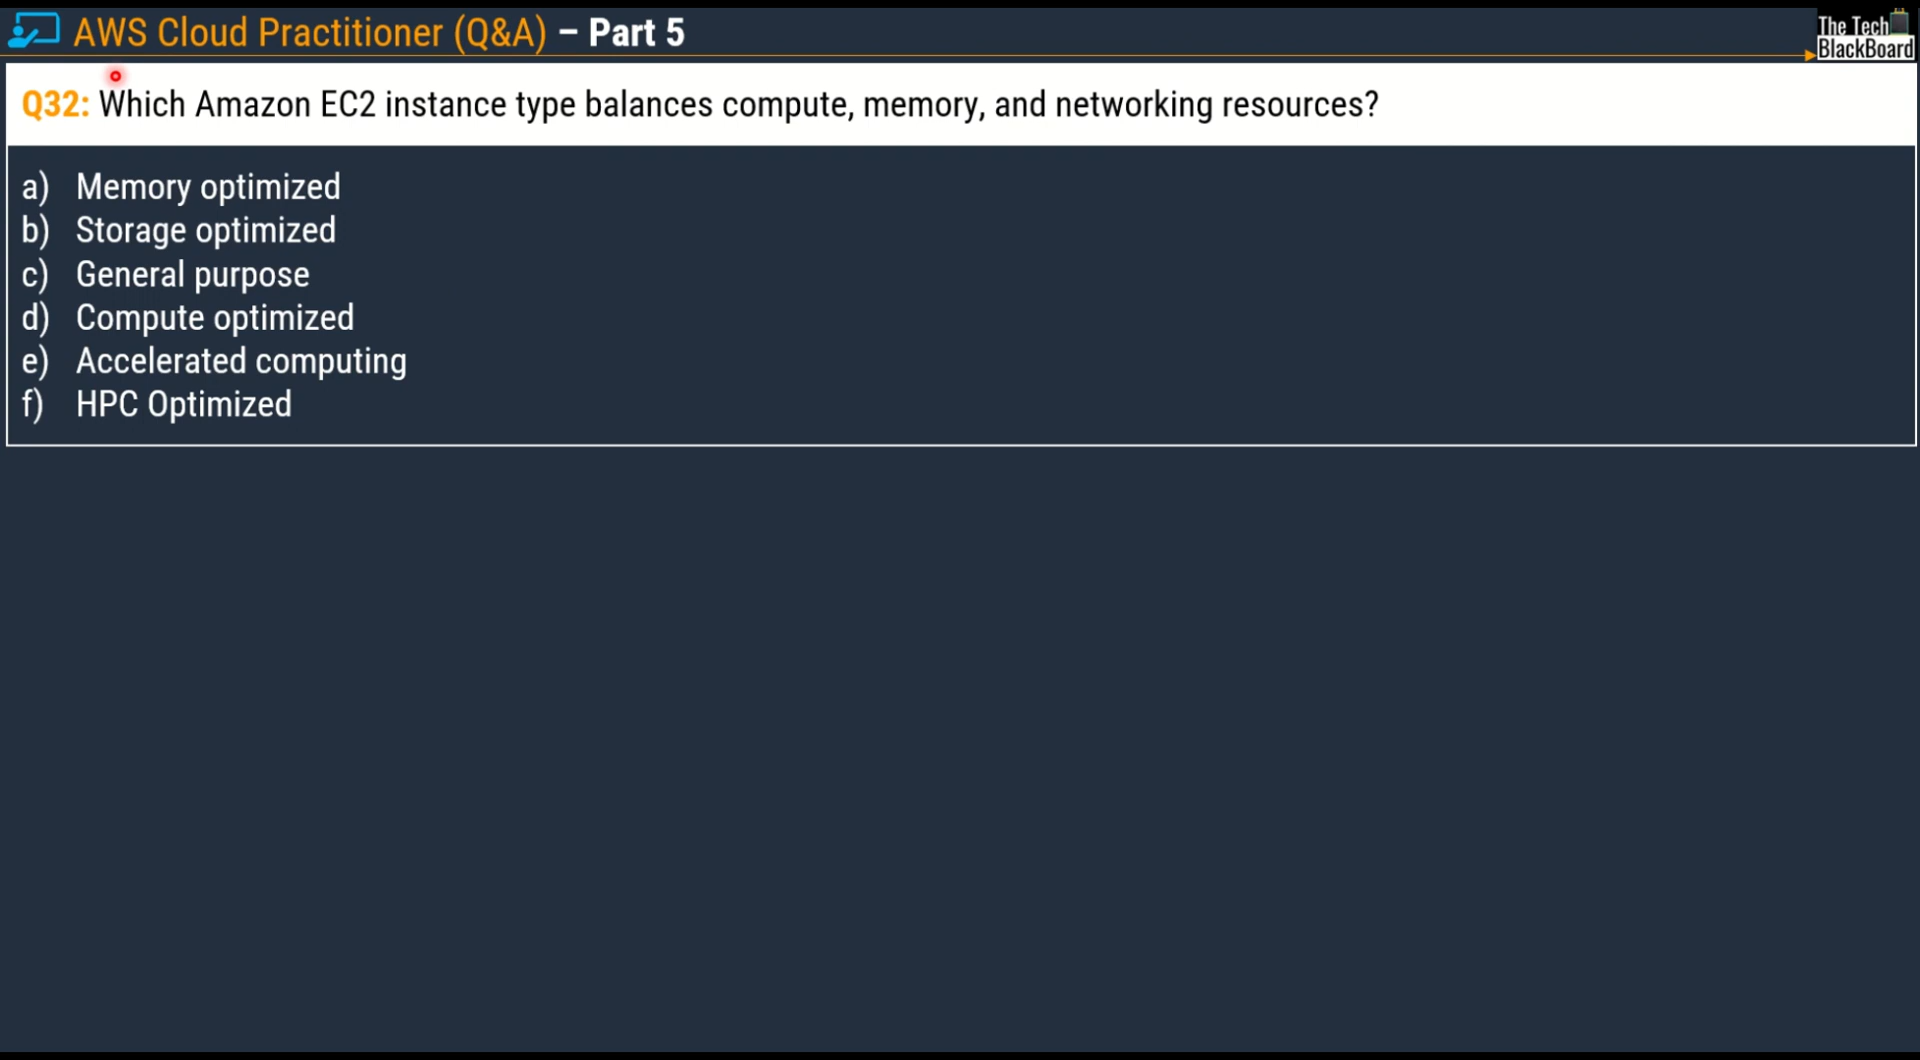 AWS Cloud Practitioner (Q&A) – Part 5
The Tech
BlackBoard
Q32: Which Amazon EC2 instance type balances compute, memory, and networking resources?
a) Memory optimized
b) Storage optimized
c) General purpose
d) Compute optimized
e) Accelerated computing
f) HPC Optimized